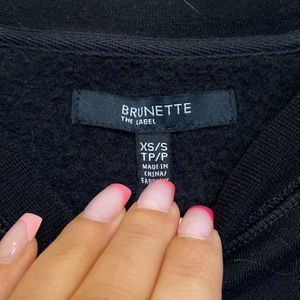 BRUNETTE
THE LABEL
XS/S
TP/P
MADE IN
CHINA/